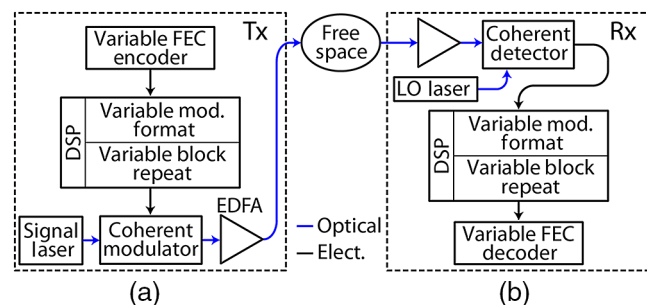 Tx
Variable FEC
encoder
DSP
Variable mod.
format
Variable block
repeat
Signal
laser
Coherent
modulator
EDFA
Free
space
Optical
Elect.
Rx
Coherent
detector
LO laser
DSP
Variable mod.
format
Variable block
repeat
Variable FEC
decoder
(a)
(b)